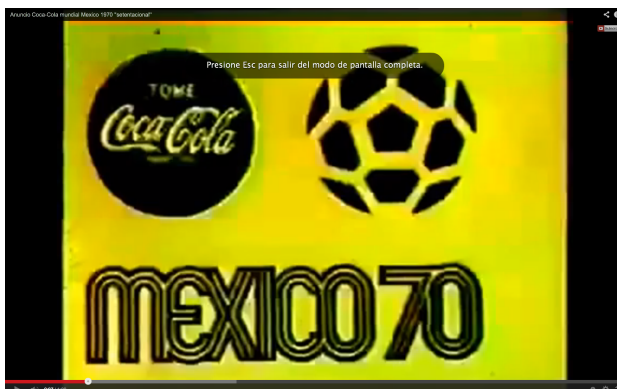 Anuncio Coca-Cola mundial Mexico 1970 "setentacional"
Presione Esc para salir del modo de pantalla completa.
TOME
Coca-Cola
MEXICO 70